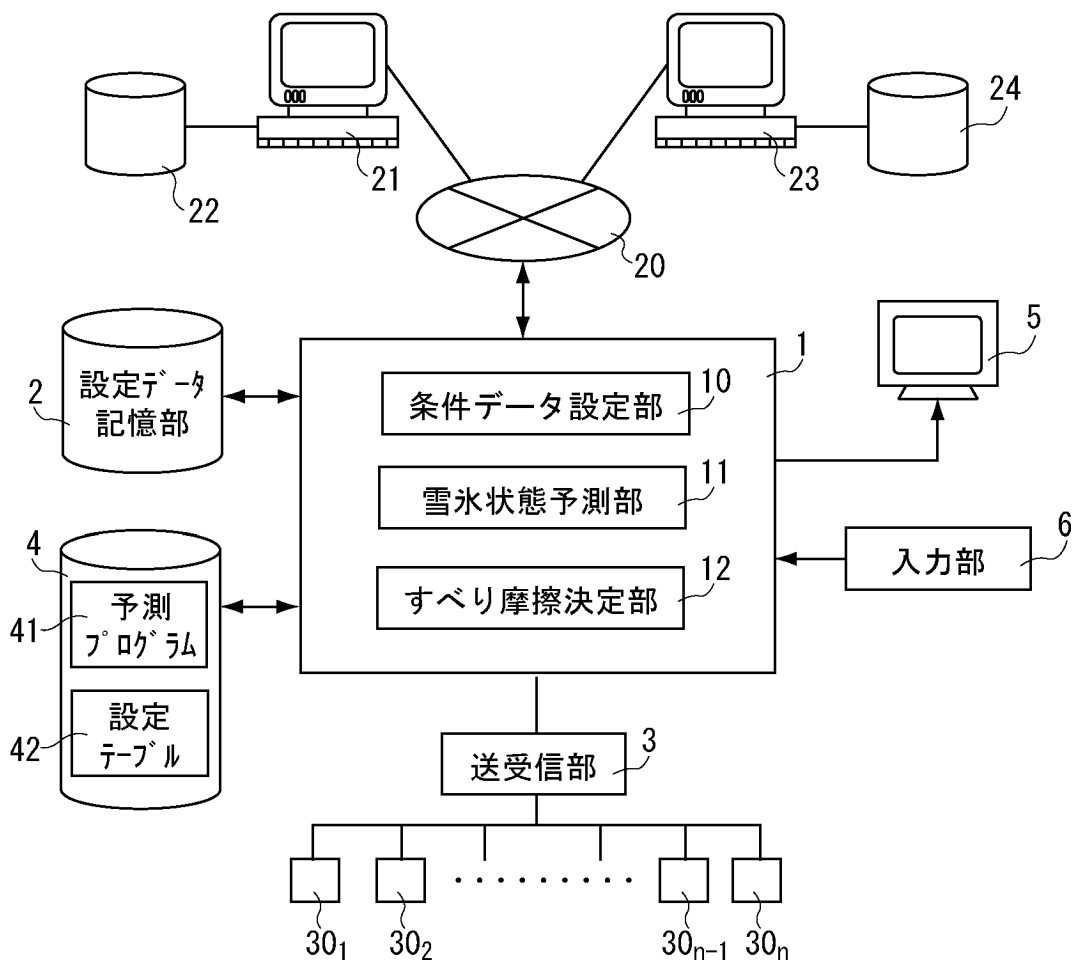 24
22
21
23
20
設定ﾃﾞｰﾀ
記憶部
2
1
条件データ設定部
10
雪氷状態予測部
11
すべり摩擦決定部
12
5
入力部
6
4
予測
ﾌﾟﾛｸﾞﾗﾑ
41
設定
ﾃｰﾌﾞﾙ
42
送受信部
3
・・・・・・・・・
30₁
30₂
30ₙ₋₁
30ₙ